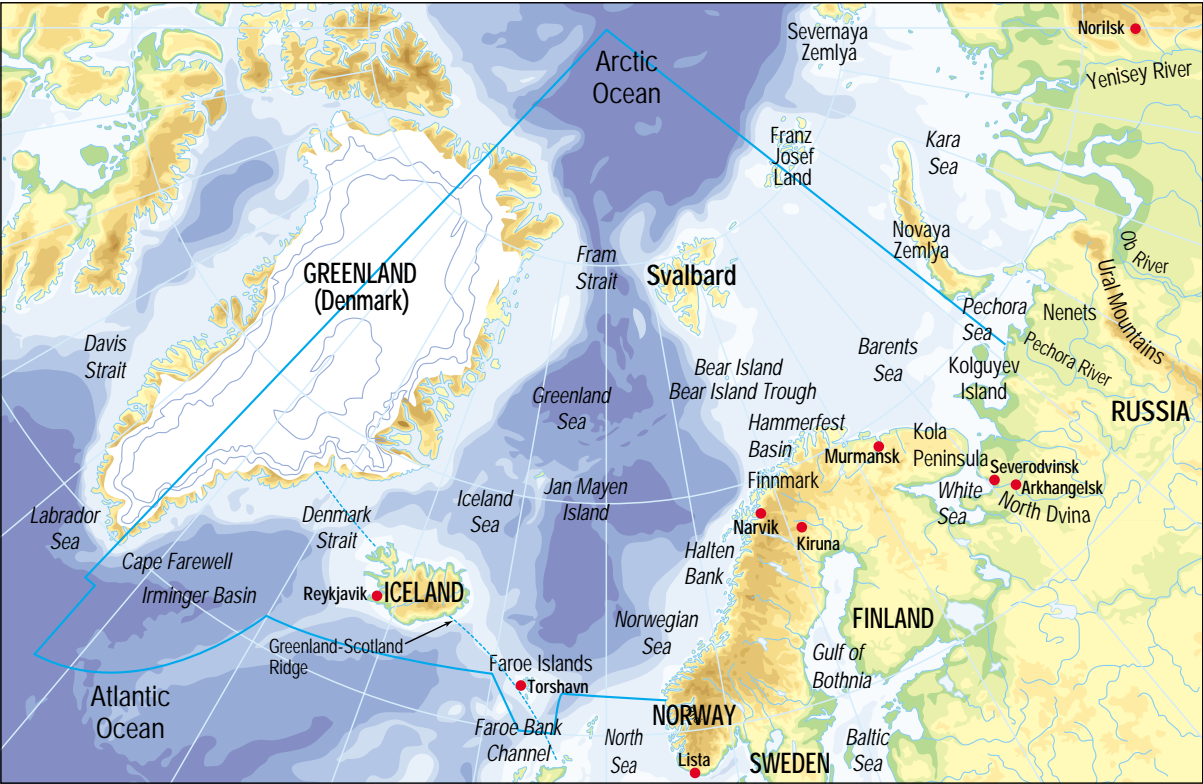 Severnaya
Zemlya
Norilsk
Yenisey River
Arctic
Ocean
Franz
Josef
Land
Kara
Sea
Novaya
Zemlya
Ob River
Ural Mountains
Fram
Strait
Svalbard
GREENLAND
(Denmark)
Pechora
Sea
Nenets
Pechora River
Davis
Strait
Barents
Sea
Kolguyev
Island
Bear Island
Bear Island Trough
RUSSIA
Greenland
Sea
Hammerfest
Basin
Kola
Peninsula
Murmansk
Severodvinsk
Arkhangelsk
Finnmark
White
Sea
North Dvina
Jan Mayen
Island
Iceland
Sea
Denmark
Strait
Labrador
Sea
Narvik
Kiruna
Halten
Bank
Cape Farewell
Irminger Basin
Reykjavik
ICELAND
FINLAND
Norwegian
Sea
Greenland-Scotland
Ridge
Gulf of
Bothnia
Faroe Islands
Torshavn
Atlantic
Ocean
Faroe Bank
Channel
NORWAY
North
Sea
Lista
SWEDEN
Baltic
Sea